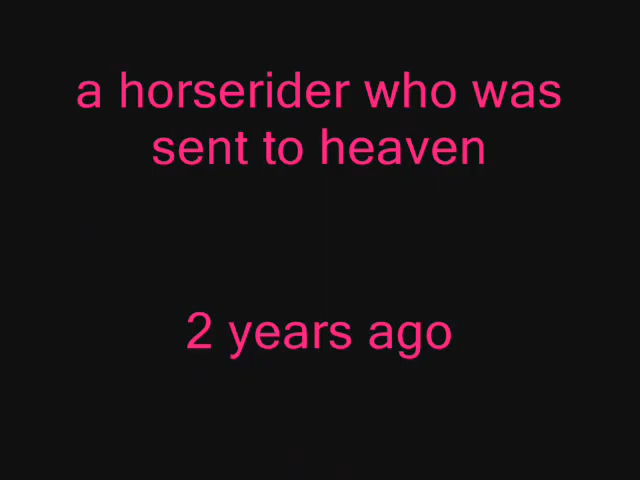 a horserider who was
sent to heaven
2 years ago